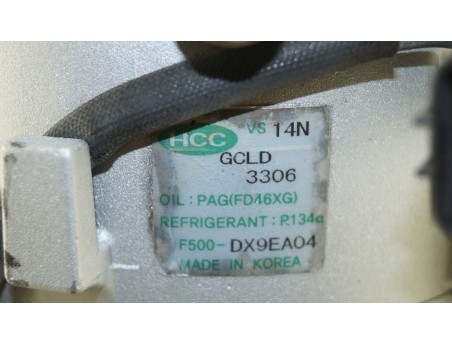 HCC VS 14N
GCLD
3306
OIL : PAG(FD46XG)
REFRIGERANT : R134a
F500-DX9EA04
MADE IN KOREA